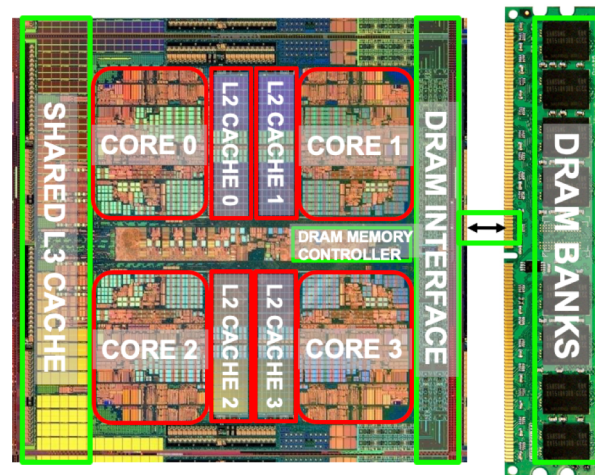 SHARED L3 CACHE
CORE 0
L2 CACHE 0
L2 CACHE 1
CORE 1
DRAM INTERFACE
DRAM BANKS
DRAM MEMORY
CONTROLLER
CORE 2
L2 CACHE 2
L2 CACHE 3
CORE 3